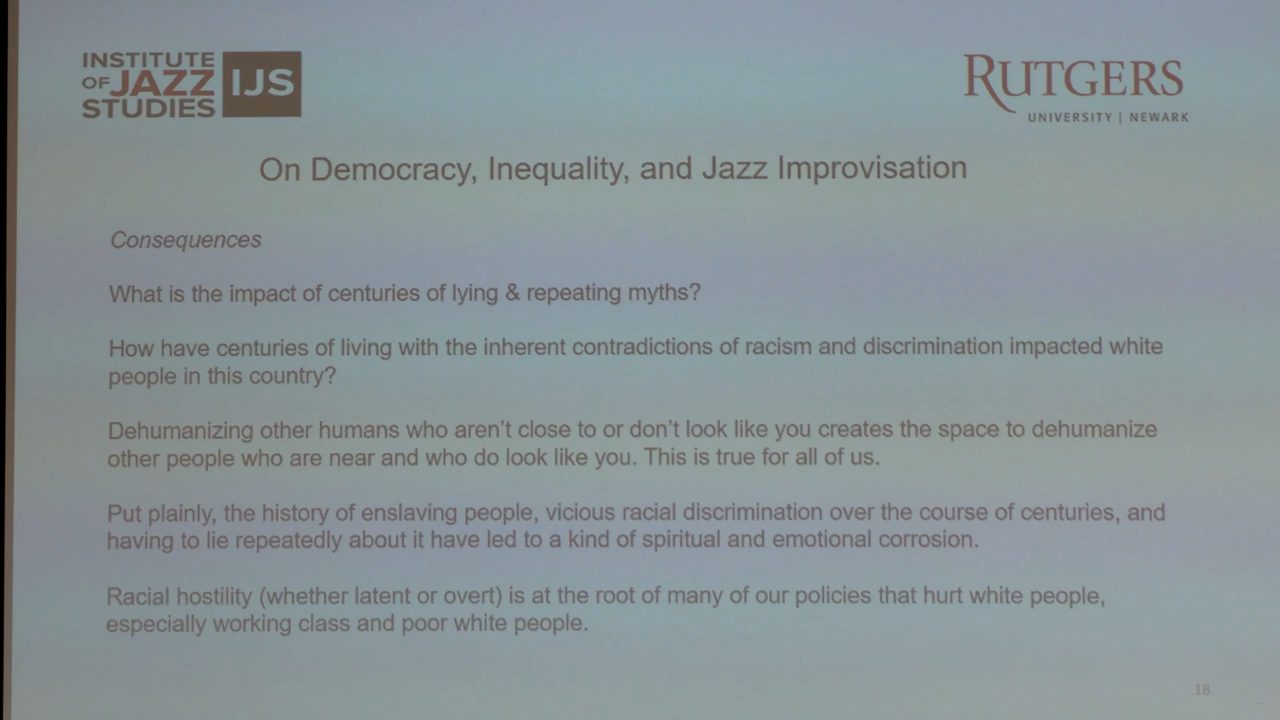 INSTITUTE
OF JAZZ
STUDIES
IJS
RUTGERS
UNIVERSITY | NEWARK
On Democracy, Inequality, and Jazz Improvisation
Consequences
What is the impact of centuries of lying & repeating myths?
How have centuries of living with the inherent contradictions of racism and discrimination impacted white
people in this country?
Dehumanizing other humans who aren't close to or don't look like you creates the space to dehumanize
other people who are near and who do look like you. This is true for all of us.
Put plainly, the history of enslaving people, vicious racial discrimination over the course of centuries, and
having to lie repeatedly about it have led to a kind of spiritual and emotional corrosion.
Racial hostility (whether latent or overt) is at the root of many of our policies that hurt white people,
especially working class and poor white people.
18